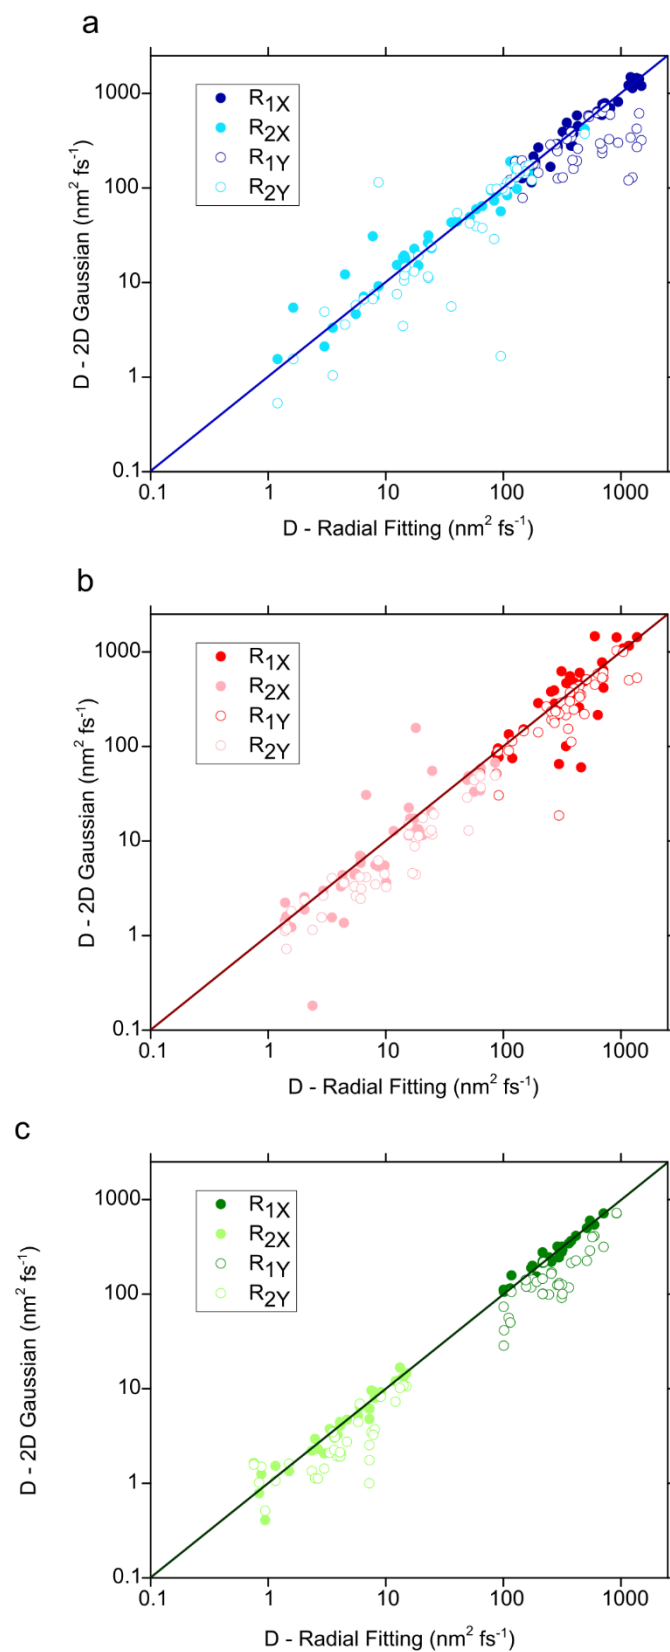 a
1000
100
10
1
0.1
D - 2D Gaussian (nm² fs⁻¹)
R1X
R2X
R1Y
R2Y
0.1 1 10 100 1000
D - Radial Fitting (nm² fs⁻¹)
b
1000
100
10
1
0.1
D - 2D Gaussian (nm² fs⁻¹)
R1X
R2X
R1Y
R2Y
0.1 1 10 100 1000
D - Radial Fitting (nm² fs⁻¹)
c
1000
100
10
1
0.1
D - 2D Gaussian (nm² fs⁻¹)
R1X
R2X
R1Y
R2Y
0.1 1 10 100 1000
D - Radial Fitting (nm² fs⁻¹)